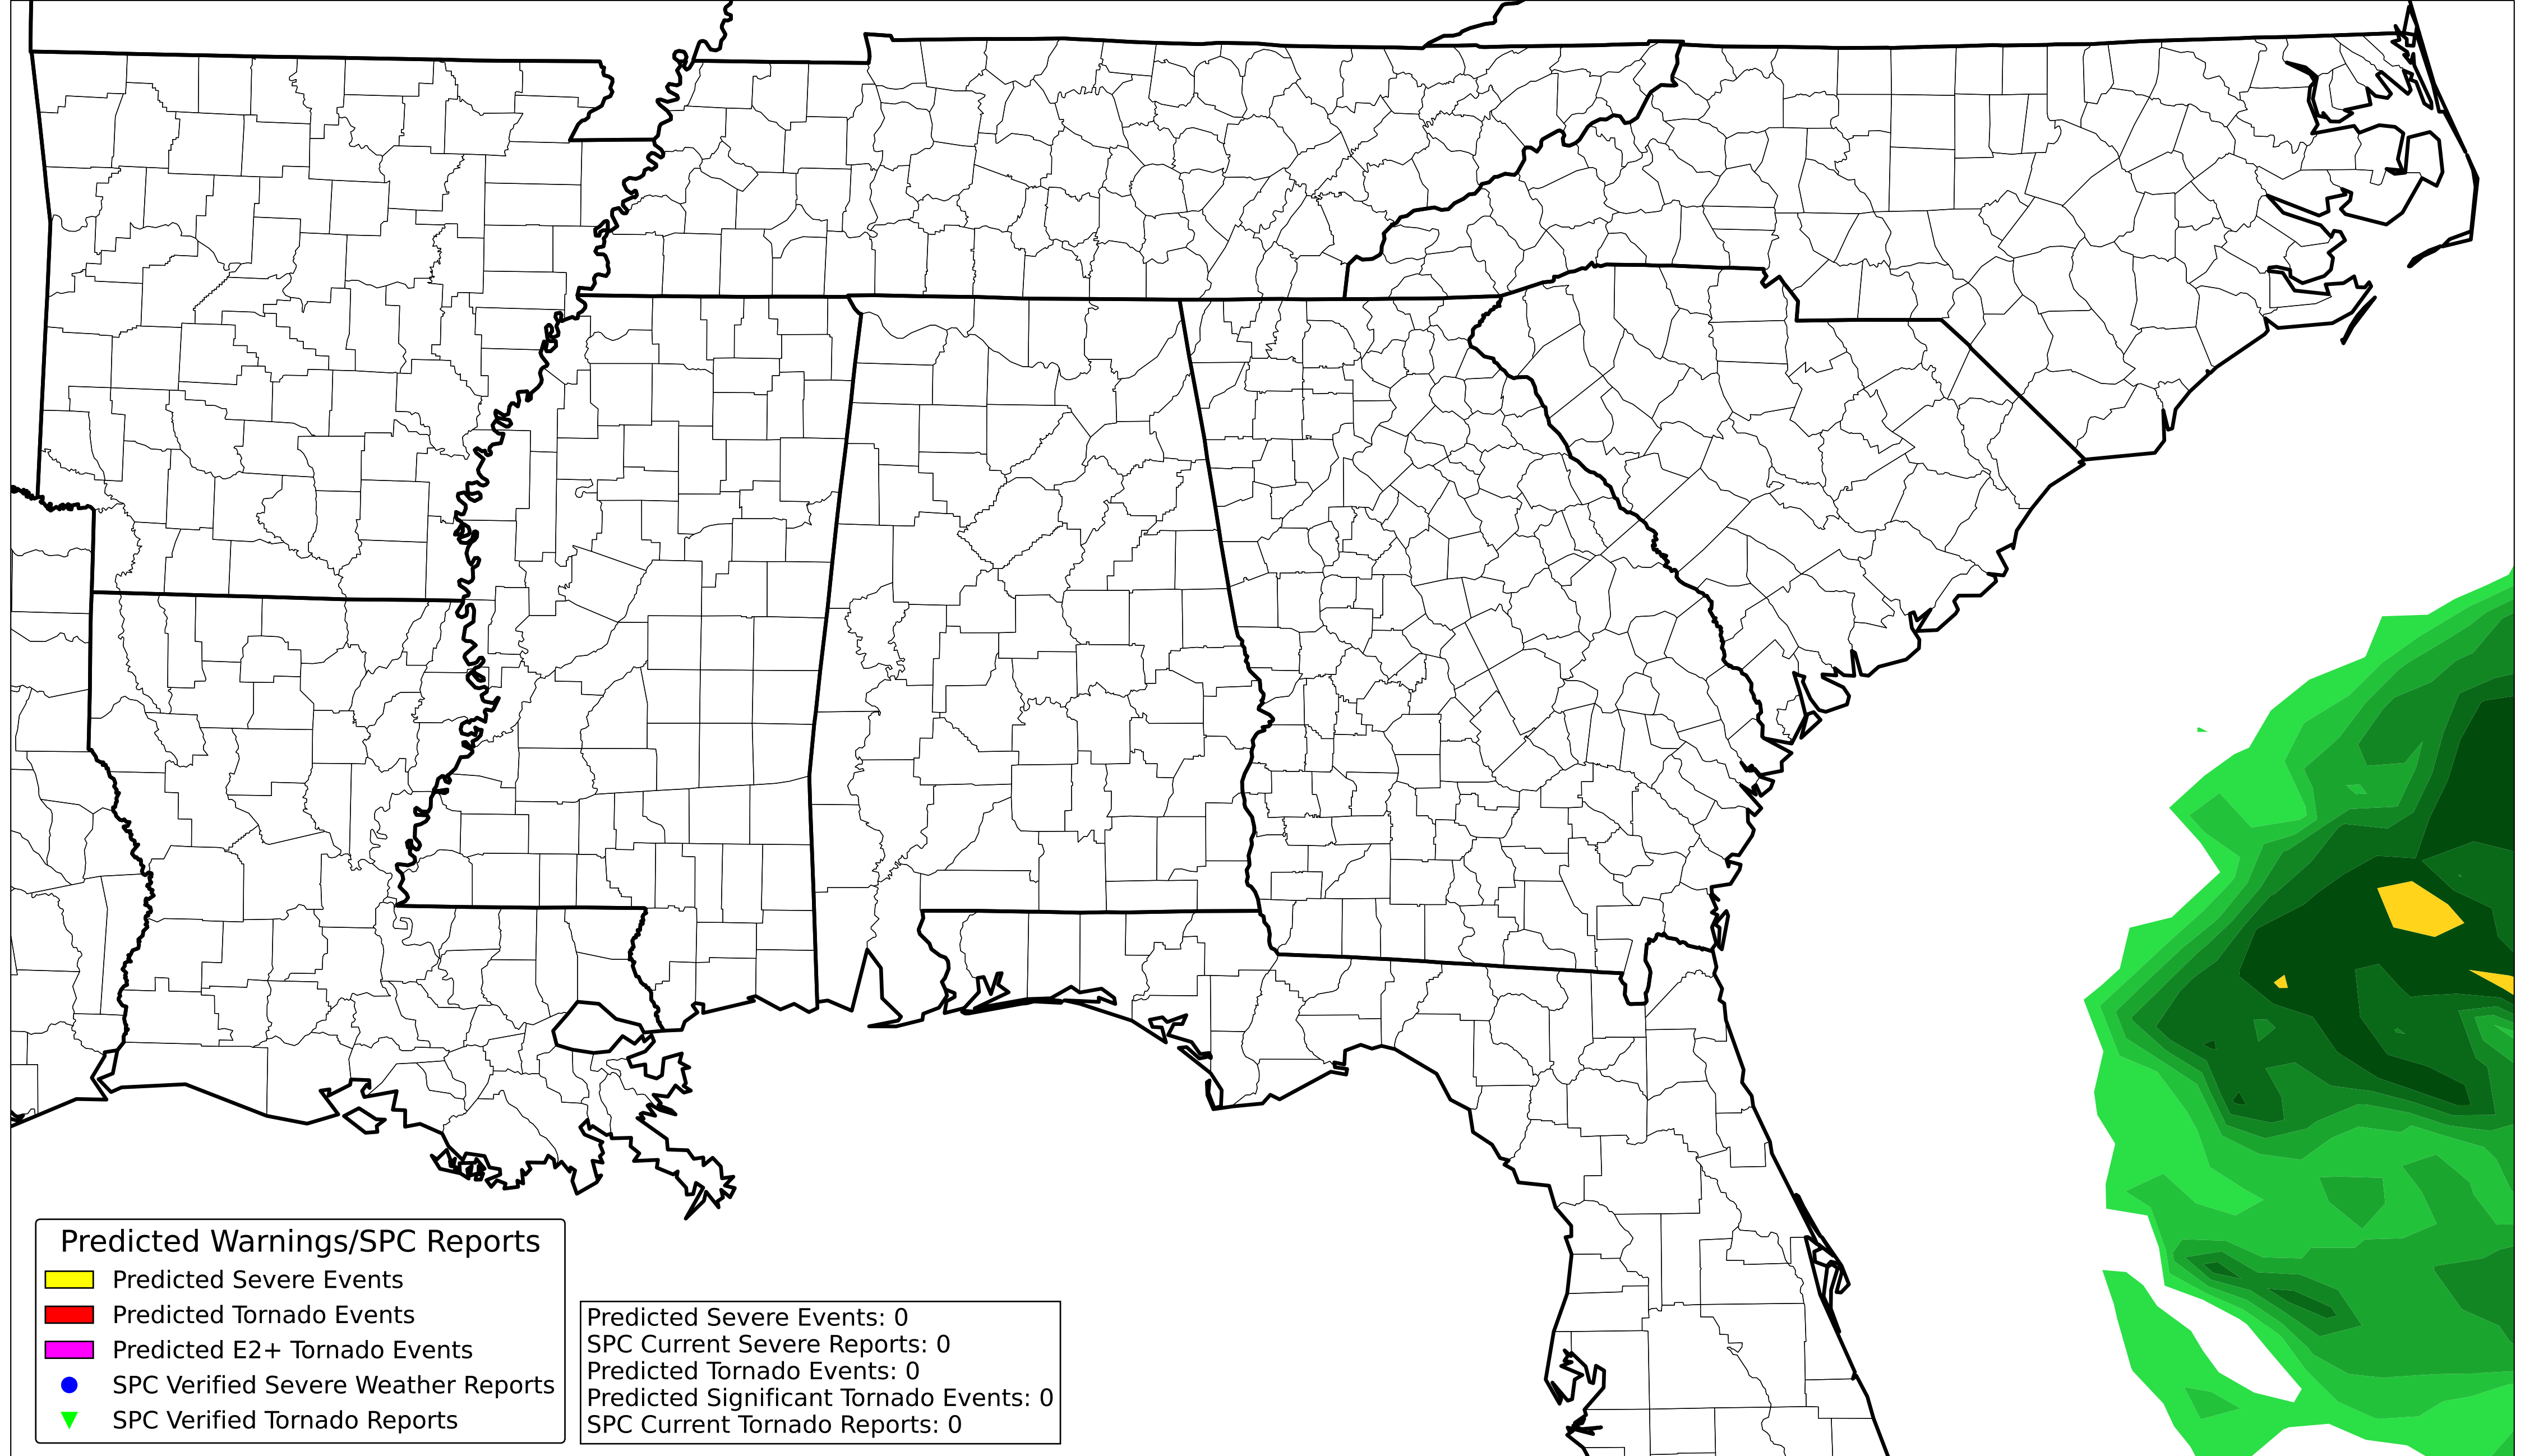 Predicted Warnings/SPC Reports
Predicted Severe Events
Predicted Tornado Events
Predicted E2+ Tornado Events
SPC Verified Severe Weather Reports
SPC Verified Tornado Reports
Predicted Severe Events: 0
SPC Current Severe Reports: 0
Predicted Tornado Events: 0
Predicted Significant Tornado Events: 0
SPC Current Tornado Reports: 0